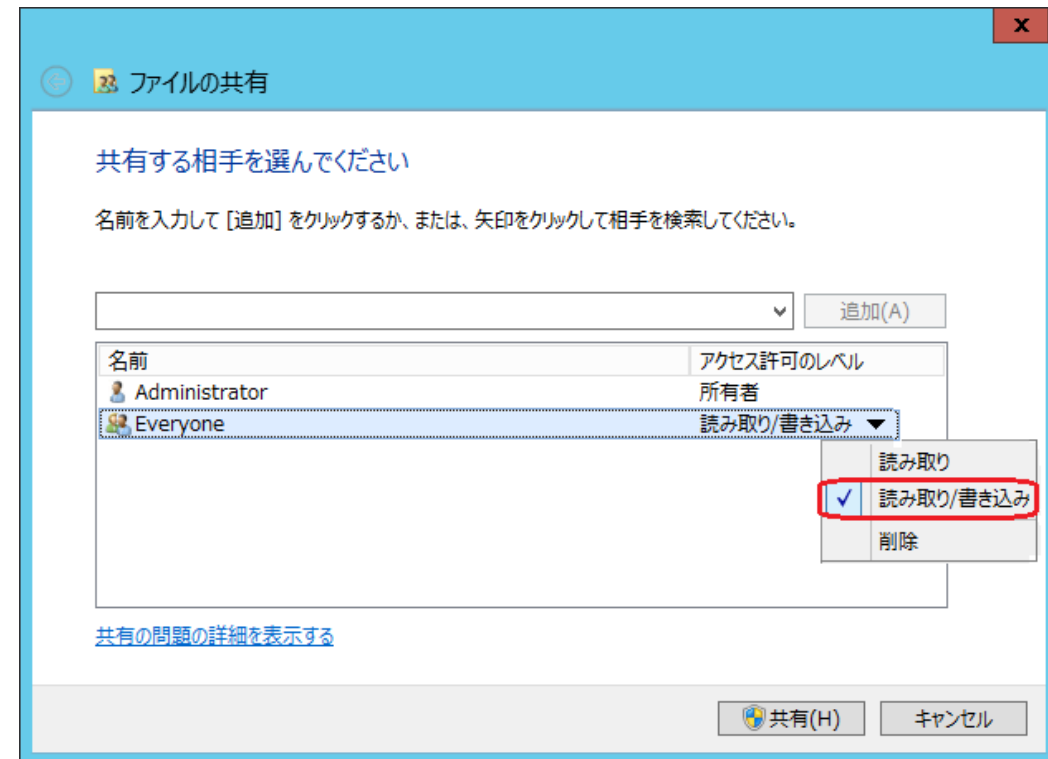 x
ファイルの共有
共有する相手を選んでください
名前を入力して [追加] をクリックするか、または、矢印をクリックして相手を検索してください。
追加(A)
名前 アクセス許可のレベル
Administrator 所有者
Everyone 読み取り/書き込み
読み取り
読み取り/書き込み
削除
共有の問題の詳細を表示する
共有(H) キャンセル